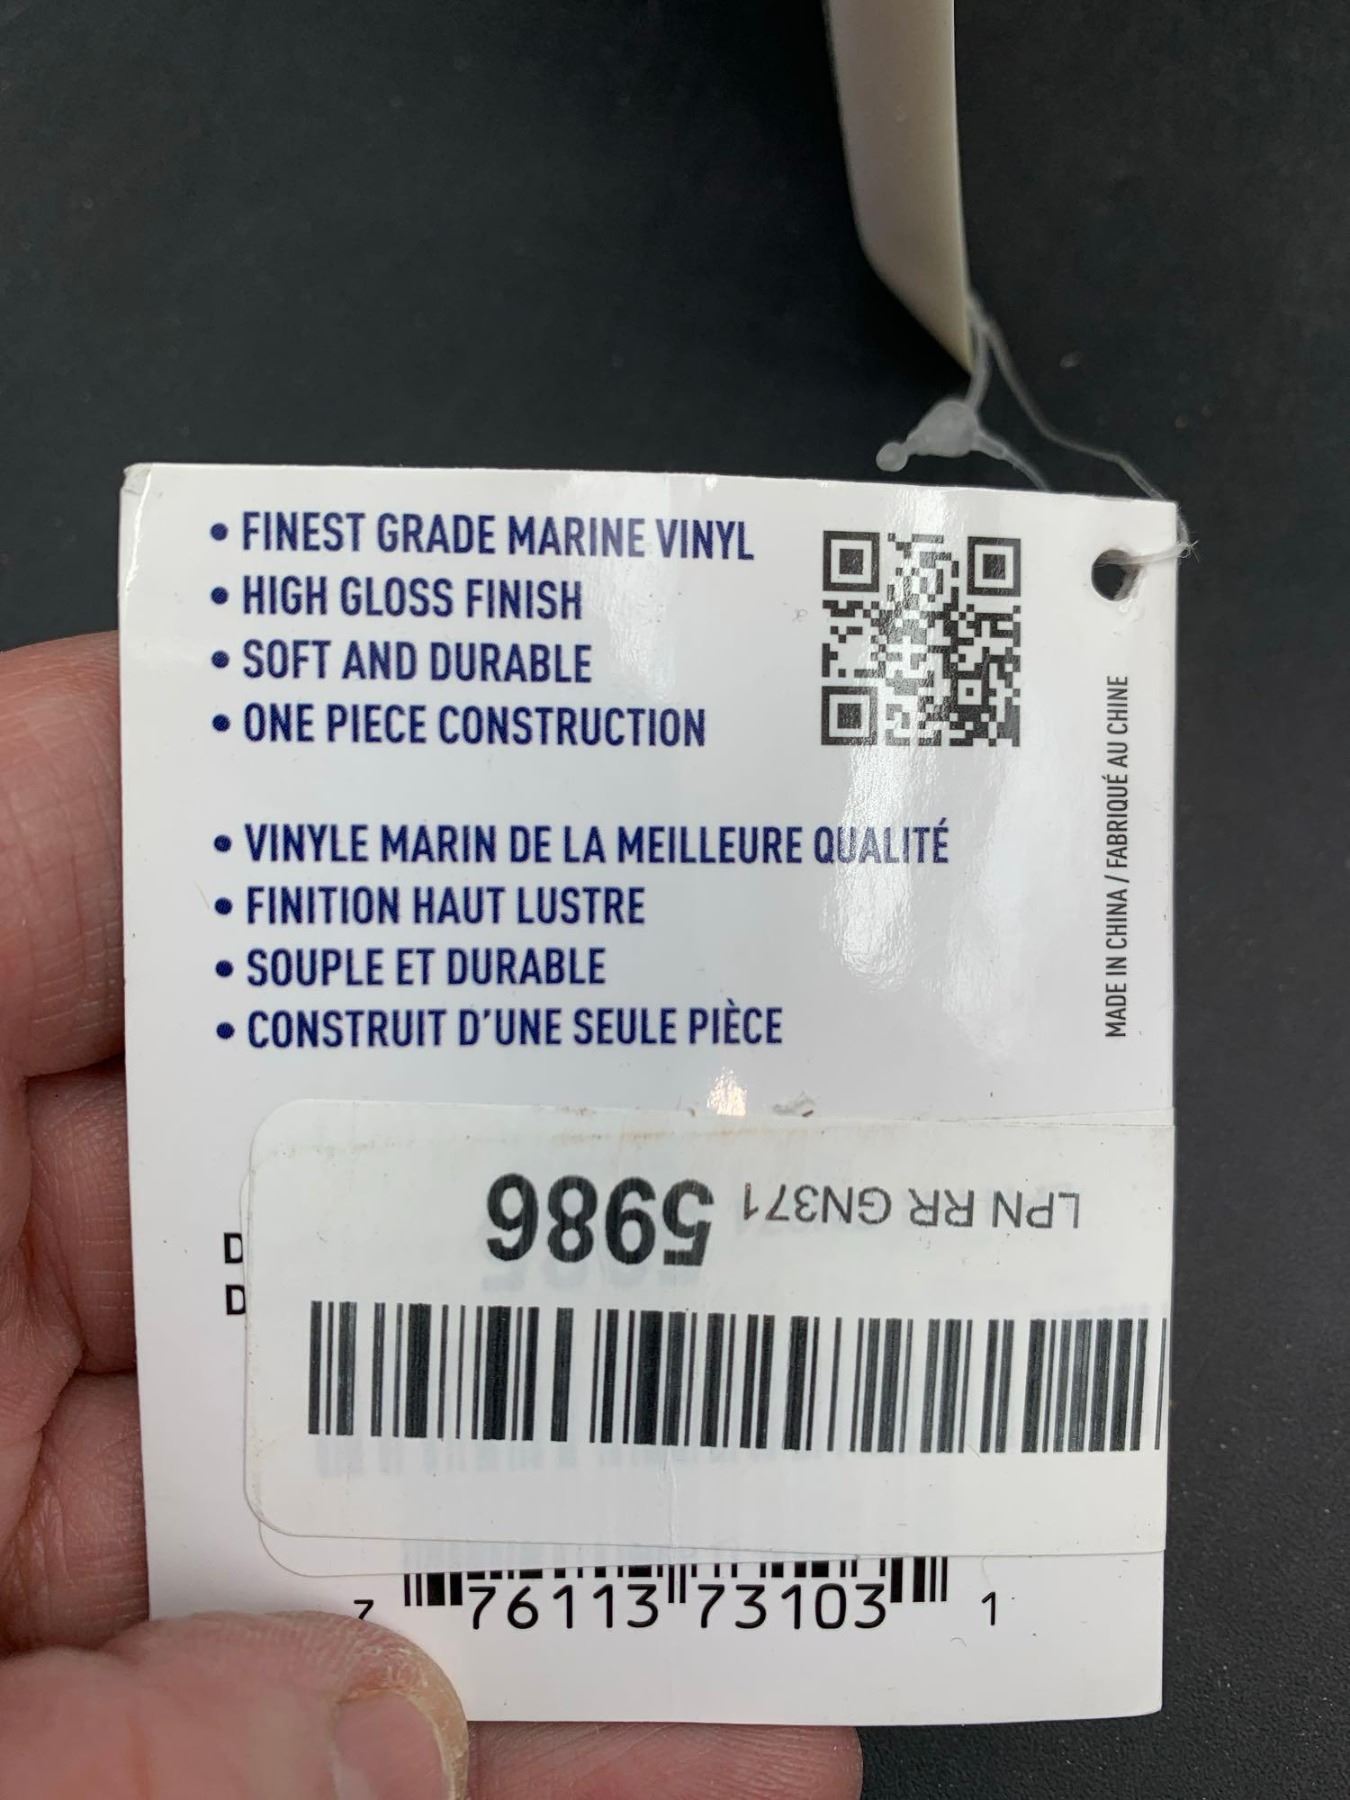 • FINEST GRADE MARINE VINYL
• HIGH GLOSS FINISH
• SOFT AND DURABLE
• ONE PIECE CONSTRUCTION
• VINYLE MARIN DE LA MEILLEURE QUALITÉ
• FINITION HAUT LUSTRE
• SOUPLE ET DURABLE
• CONSTRUIT D'UNE SEULE PIÈCE
MADE IN CHINA / FABRIQUÉ AU CHINE
LPN RR GN371 5986
D
D
7 76113 73103 1